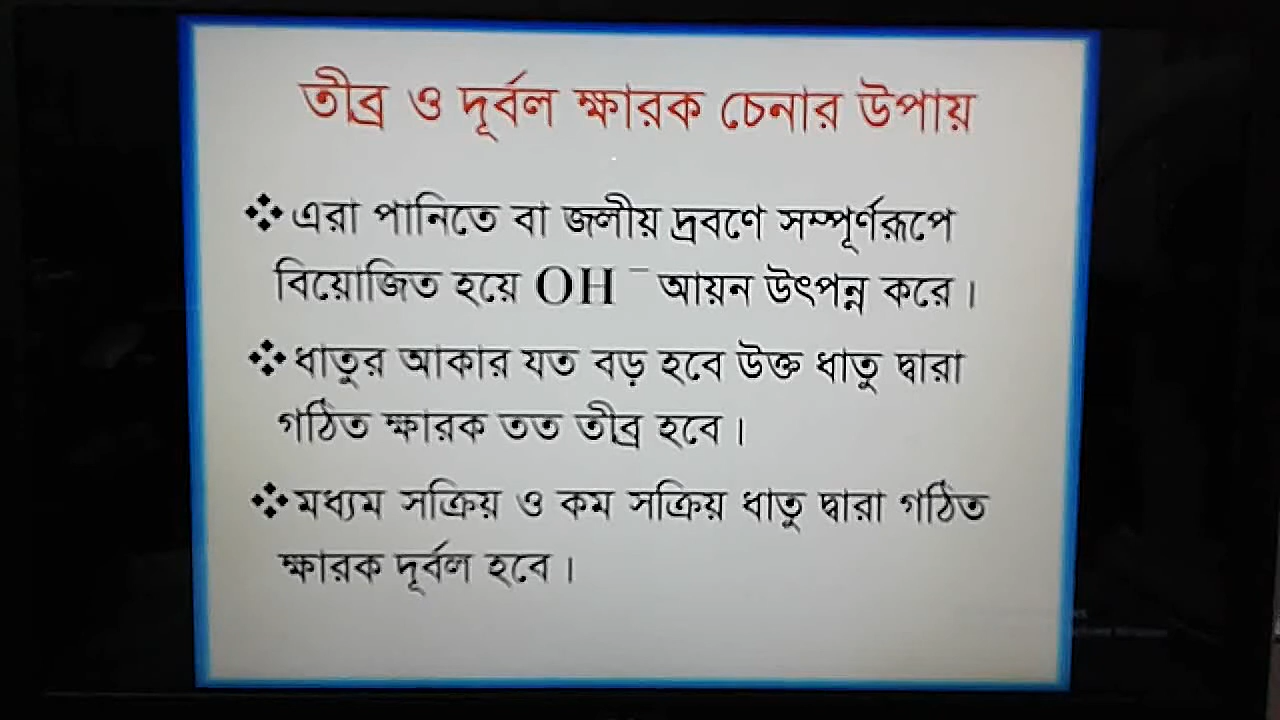 তীব্র ও দূর্বল ক্ষারক চেনার উপায়
❖এরা পানিতে বা জলীয় দ্রবণে সম্পূর্ণরূপে
বিয়োজিত হয়ে OH⁻ আয়ন উৎপন্ন করে।
❖ধাতুর আকার যত বড় হবে উক্ত ধাতু দ্বারা
গঠিত ক্ষারক তত তীব্র হবে।
❖মধ্যম সক্রিয় ও কম সক্রিয় ধাতু দ্বারা গঠিত
ক্ষারক দূর্বল হবে।